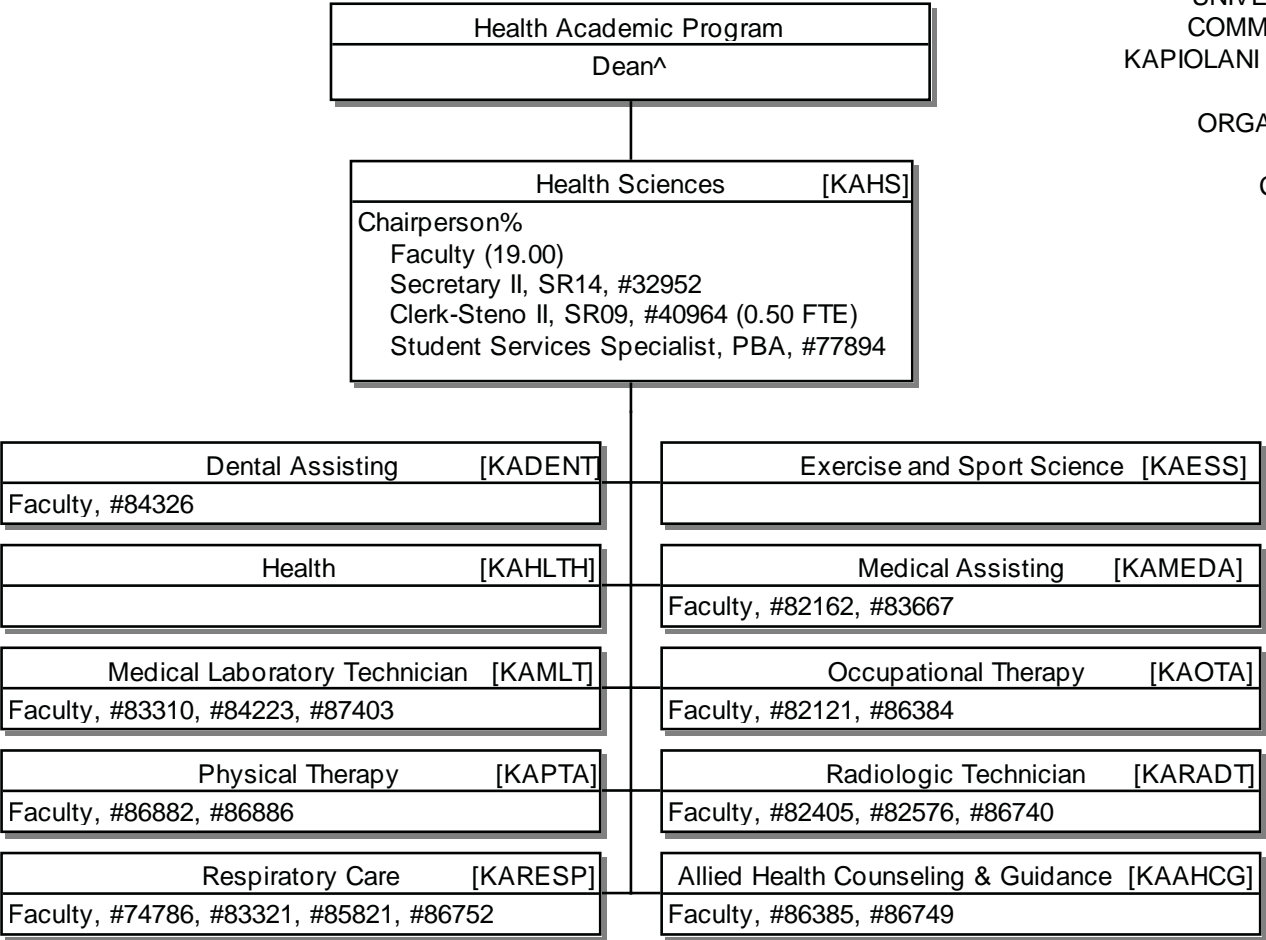 Health Academic Program
Dean^
COMM
KAPIOLANI
ORGA
Health Sciences [KAHS]
Chairperson%
Faculty (19.00)
Secretary II, SR14, #32952
Clerk-Steno II, SR09, #40964 (0.50 FTE)
Student Services Specialist, PBA, #77894
Dental Assisting [KADENT]
Faculty, #84326
Exercise and Sport Science [KAESS]
Health [KAHLTH]
Medical Assisting [KAMEDA]
Faculty, #82162, #83667
Medical Laboratory Technician [KAMLT]
Faculty, #83310, #84223, #87403
Occupational Therapy [KAOTA]
Faculty, #82121, #86384
Physical Therapy [KAPTA]
Faculty, #86882, #86886
Radiologic Technician [KARADT]
Faculty, #82405, #82576, #86740
Respiratory Care [KARESP]
Faculty, #74786, #83321, #85821, #86752
Allied Health Counseling & Guidance [KAAHCG]
Faculty, #86385, #86749